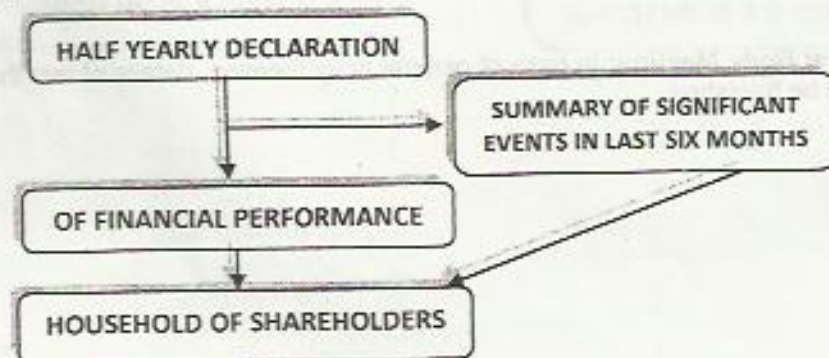 HALF YEARLY DECLARATION
SUMMARY OF SIGNIFICANT
EVENTS IN LAST SIX MONTHS
OF FINANCIAL PERFORMANCE
HOUSEHOLD OF SHAREHOLDERS